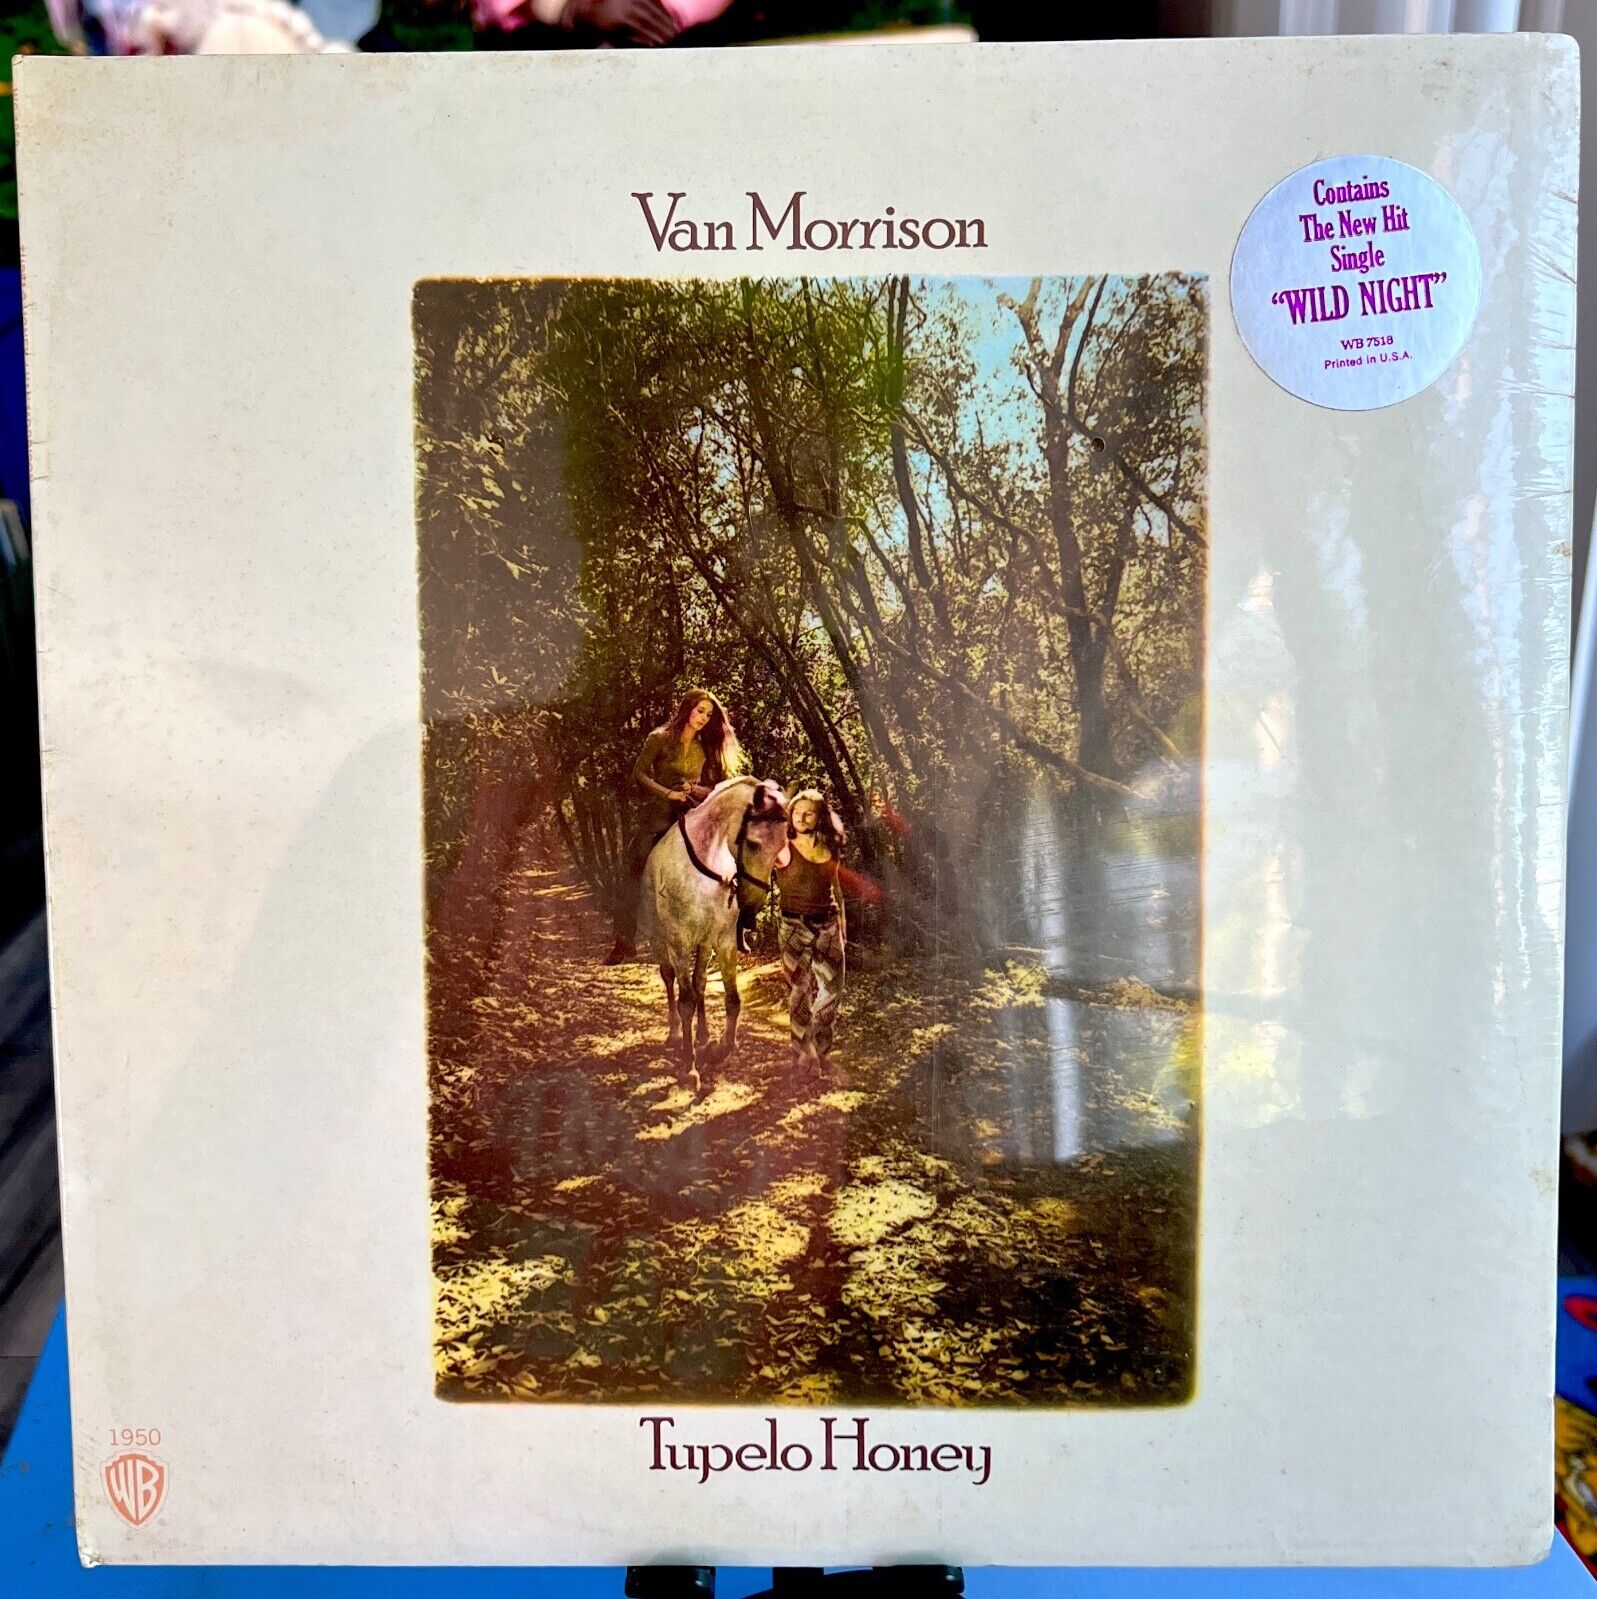 Van Morrison
Contains
The New Hit
Single
“WILD NIGHT”
WB 7518
Printed in U.S.A.
1950
WB
Tupelo Honey